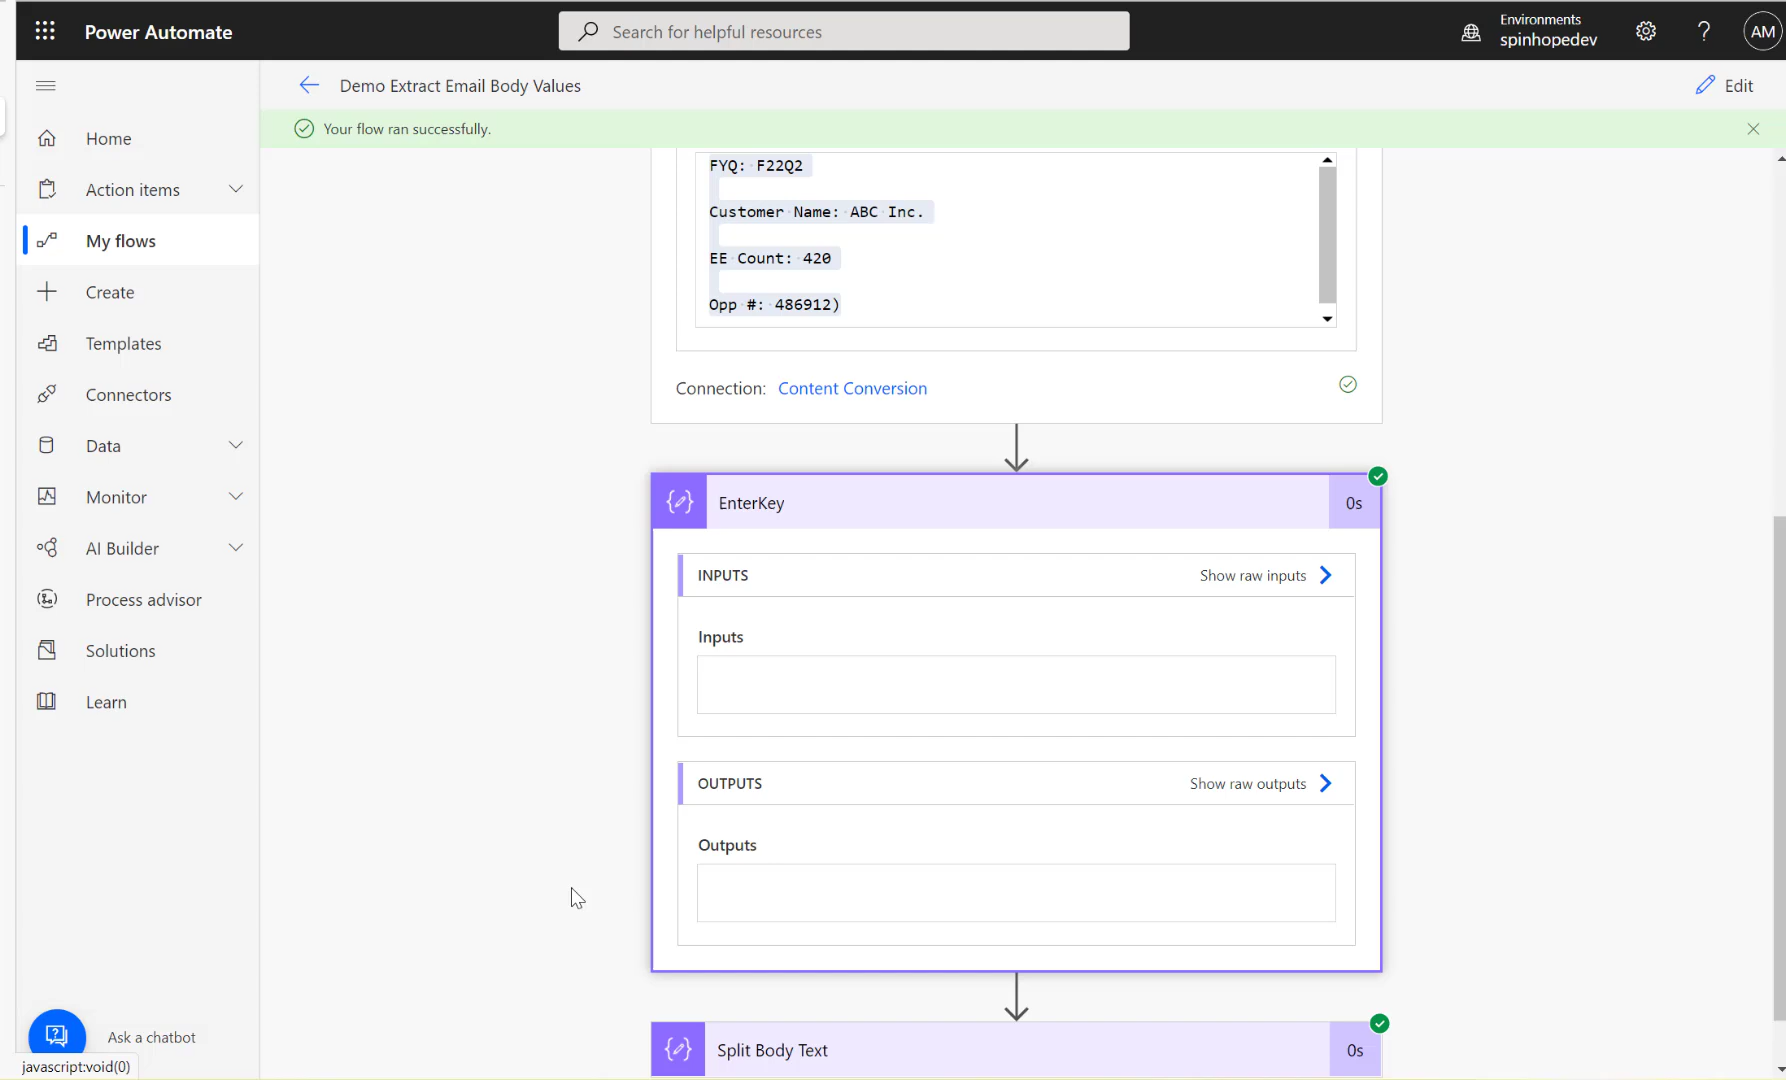 Power Automate
Search for helpful resources
Environments
spinhopedev
AM
Demo Extract Email Body Values
Edit
Your flow ran successfully.
Home
Action items
My flows
Create
Templates
Connectors
Data
Monitor
AI Builder
Process advisor
Solutions
Learn
Ask a chatbot
javascript:void(0)
FYQ: F22Q2
Customer Name: ABC Inc.
EE Count: 420
Opp #: 486912)
Connection: Content Conversion
EnterKey
0s
INPUTS
Show raw inputs
Inputs
OUTPUTS
Show raw outputs
Outputs
Split Body Text
0s